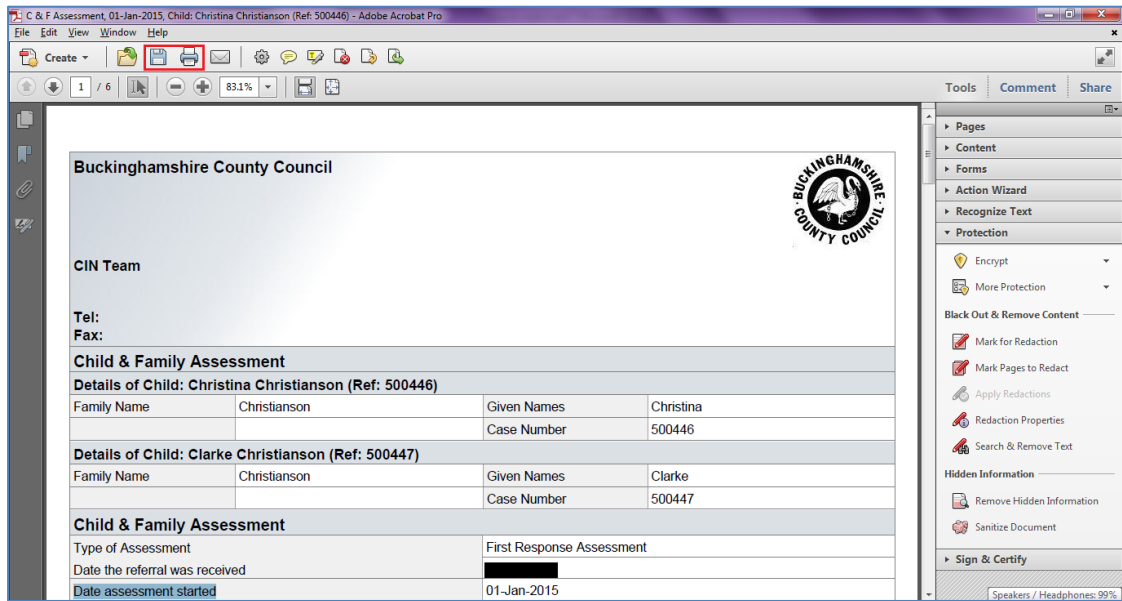 C & F Assessment, 01-Jan-2015, Child: Christina Christianson (Ref: 500446) - Adobe Acrobat Pro
File Edit View Window Help
Create
1 / 6 83.1% Tools Comment Share
Pages
Content
Forms
Action Wizard
Recognize Text
Protection
Encrypt
More Protection
Black Out & Remove Content
Mark for Redaction
Mark Pages to Redact
Apply Redactions
Redaction Properties
Search & Remove Text
Hidden Information
Remove Hidden Information
Sanitize Document
Sign & Certify
Speakers / Headphones: 99%
Buckinghamshire County Council
BUCKINGHAMSHIRE COUNTY COUNCIL
CIN Team
Tel:
Fax:
Child & Family Assessment
Details of Child: Christina Christianson (Ref: 500446)
Family Name Christianson Given Names Christina
Case Number 500446
Details of Child: Clarke Christianson (Ref: 500447)
Family Name Christianson Given Names Clarke
Case Number 500447
Child & Family Assessment
Type of Assessment First Response Assessment
Date the referral was received
Date assessment started 01-Jan-2015